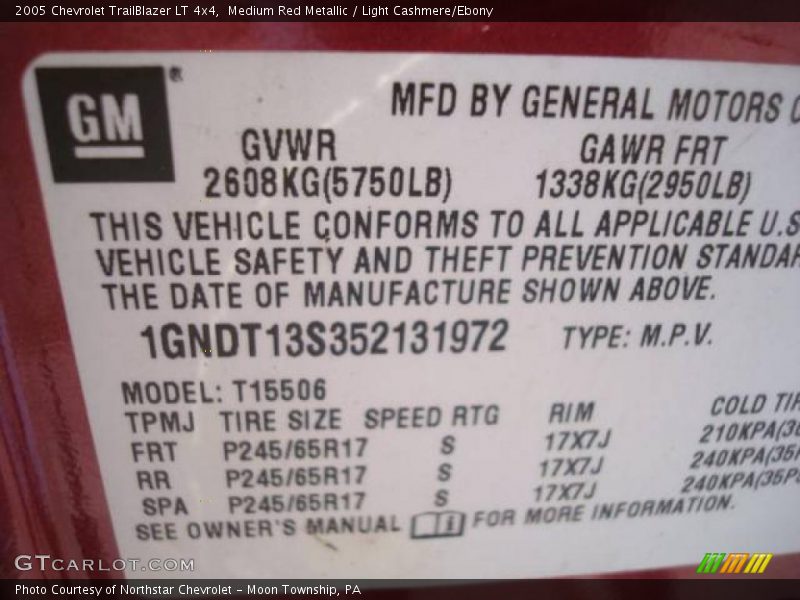 2005 Chevrolet TrailBlazer LT 4x4, Medium Red Metallic / Light Cashmere/Ebony
GM®
MFD BY GENERAL MOTORS
GVWR GAWR FRT
2608KG(5750LB) 1338KG(2950LB)
THIS VEHICLE CONFORMS TO ALL APPLICABLE U.S
VEHICLE SAFETY AND THEFT PREVENTION STANDAR
THE DATE OF MANUFACTURE SHOWN ABOVE.
1GNDT13S352131972 TYPE: M.P.V.
MODEL: T15506
TPMJ TIRE SIZE SPEED RTG RIM COLD TIR
FRT P245/65R17 S 17X7J 210KPA(30
RR P245/65R17 S 17X7J 240KPA(35P
SPA P245/65R17 S 17X7J 240KPA(35PS
SEE OWNER'S MANUAL FOR MORE INFORMATION.
GTCARLOT.COM
Photo Courtesy of Northstar Chevrolet - Moon Township, PA